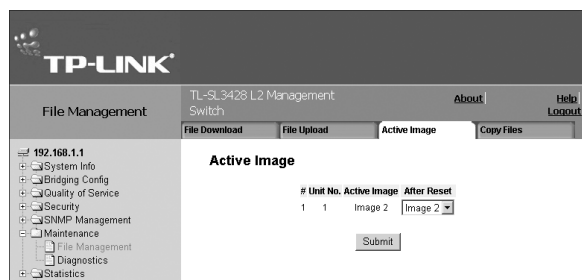 TP-LINK
File Management
TL-SL3428 L2 Management
Switch
About
Help
Logout
File Download
File Upload
Active Image
Copy Files
192.168.1.1
System Info
Bridging Config
Quality of Service
Security
SNMP Management
Maintenance
File Management
Diagnostics
Statistics
Active Image
# Unit No. Active Image After Reset
1 1 Image 2 Image 2
Submit